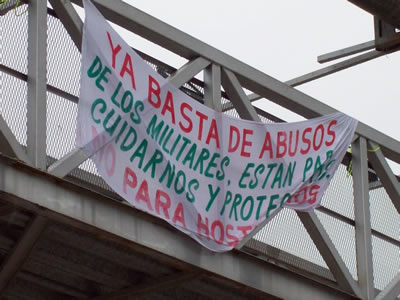 YA BASTA DE ABUSOS
DE LOS MILITARES, ESTAN
CUIDARNOS Y
NO PARA